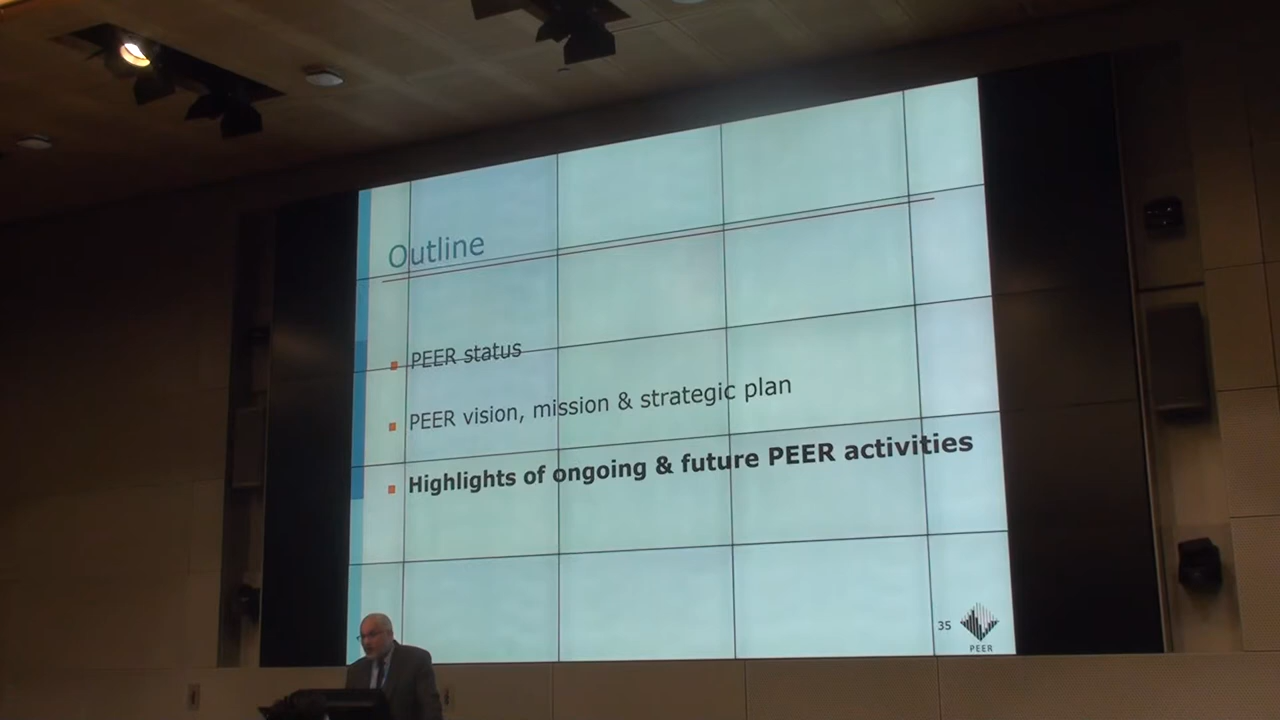 Outline
PEER status
PEER vision, mission & strategic plan
Highlights of ongoing & future PEER activities
35
PEER